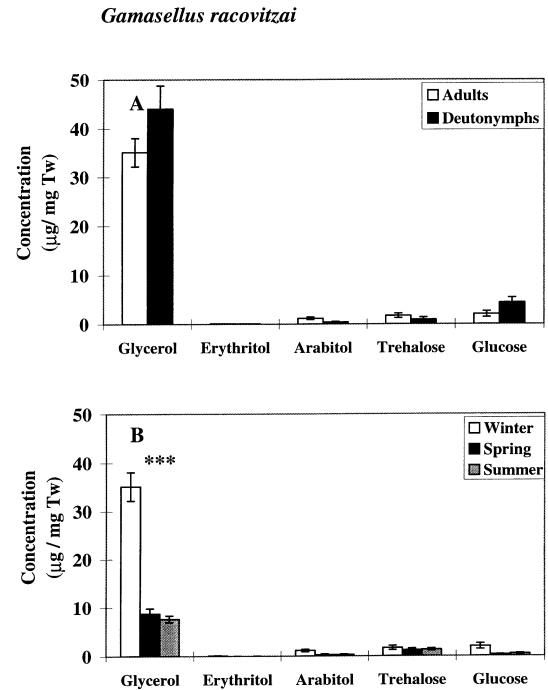 Gamasellus racovitzai
A
Adults
Deutonymphs
Concentration
(µg/ mg Tw)
50
40
30
20
10
0
Glycerol Erythritol Arabitol Trehalose Glucose
B
***
Winter
Spring
Summer
Concentration
(µg / mg Tw)
50
40
30
20
10
0
Glycerol Erythritol Arabitol Trehalose Glucose